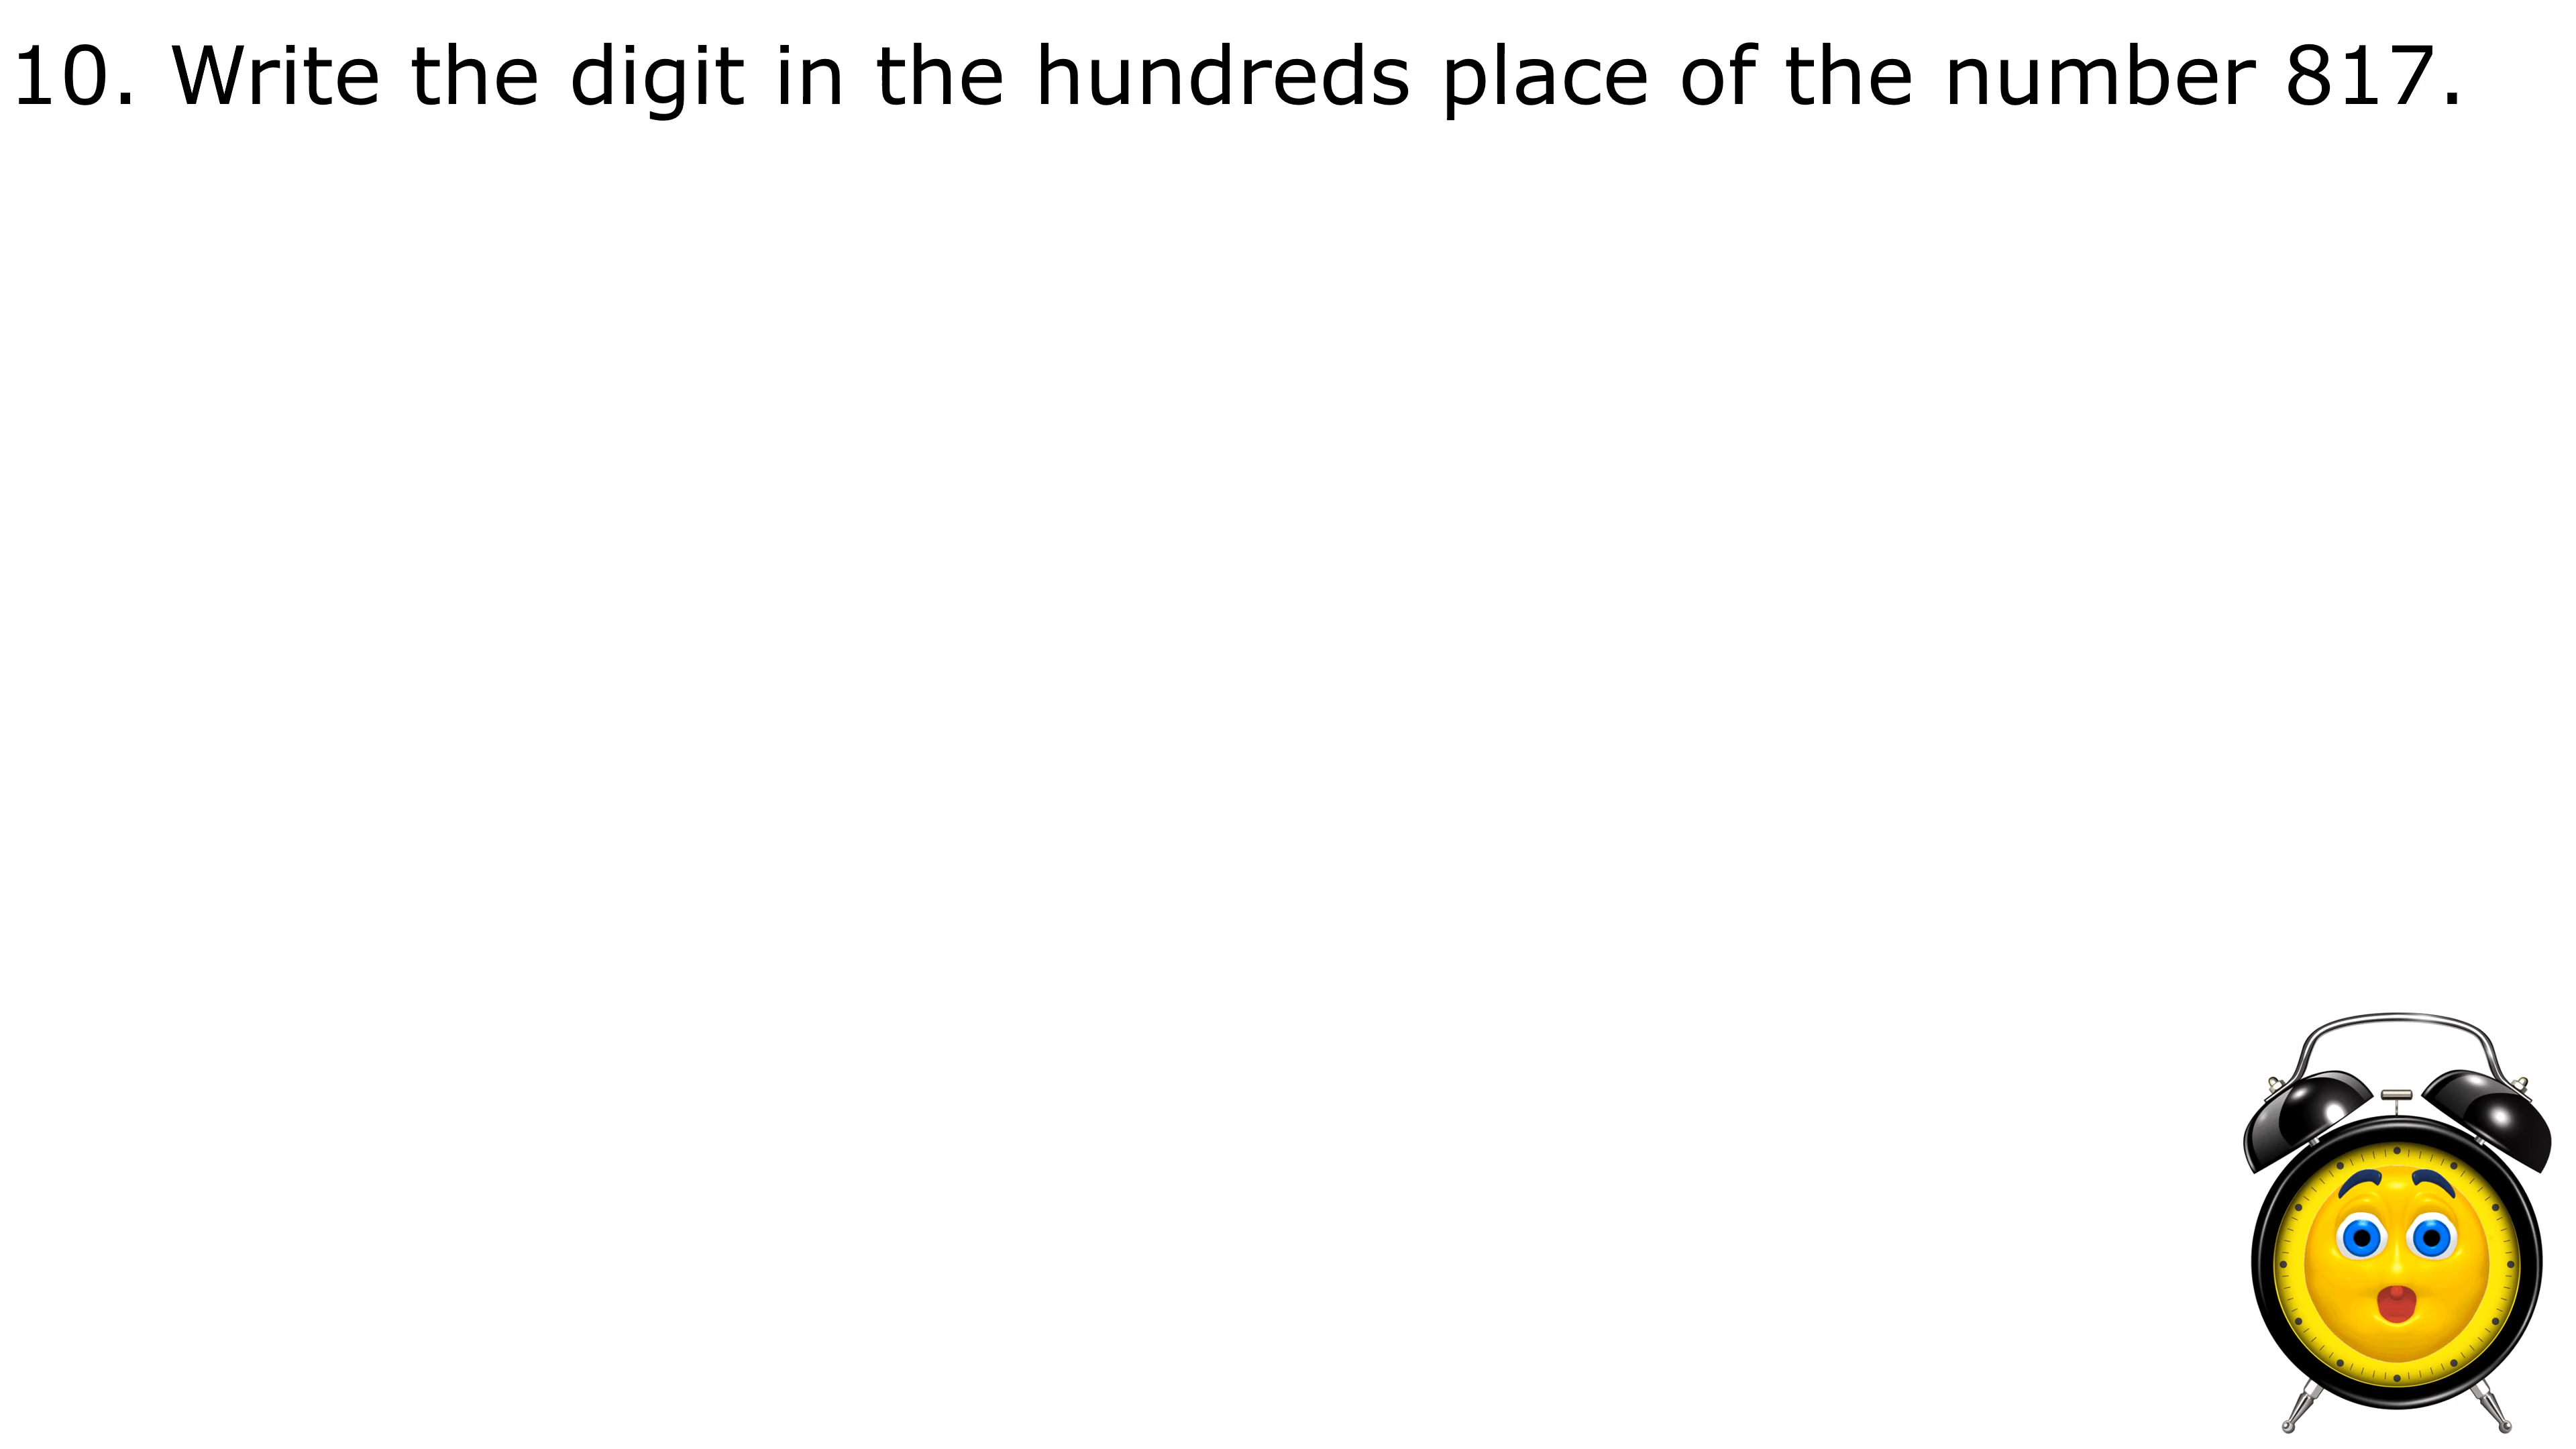 10. Write the digit in the hundreds place of the number 817.